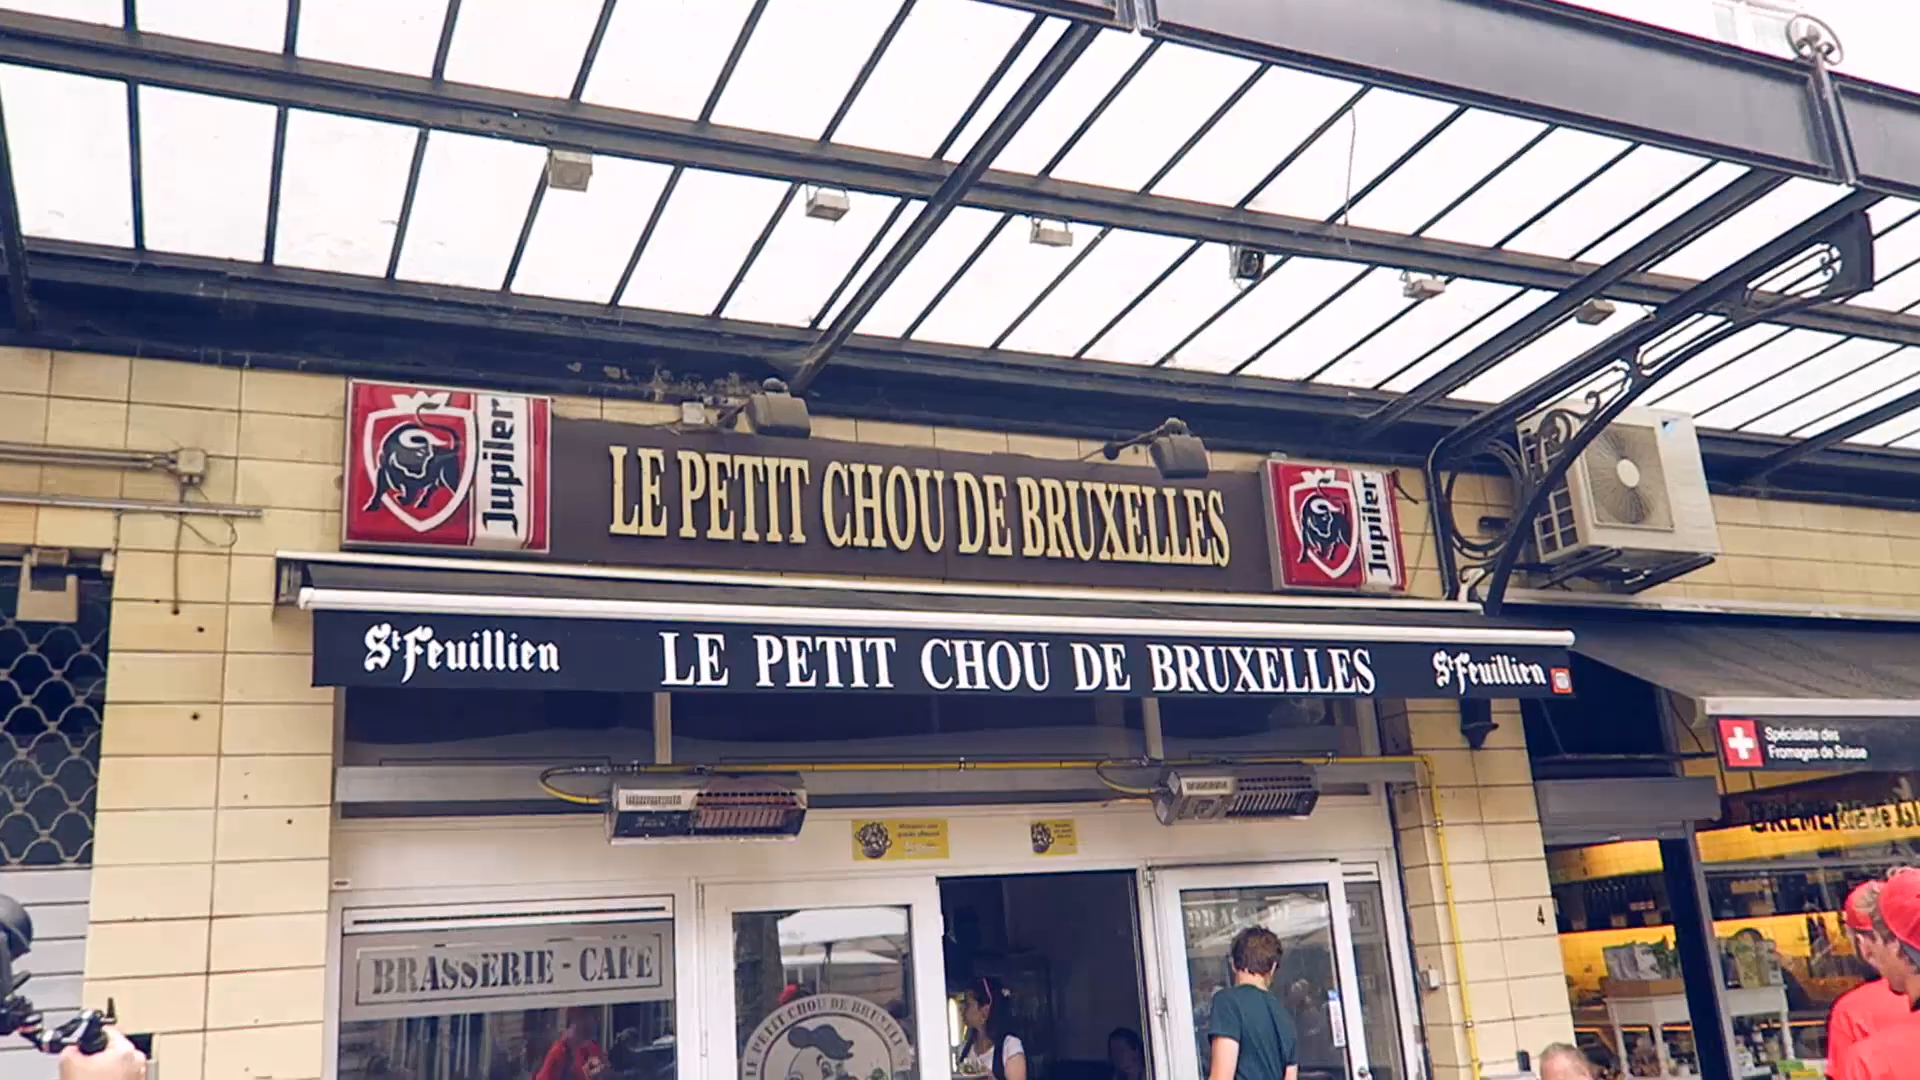 Jupiler
LE PETIT CHOU DE BRUXELLES
Jupiler
St Feuillien
LE PETIT CHOU DE BRUXELLES
St Feuillien
Spécialiste des
Fromages de Suisse
BRASSERIE - CAFE
LE PETIT CHOU DE BRUXELL
4